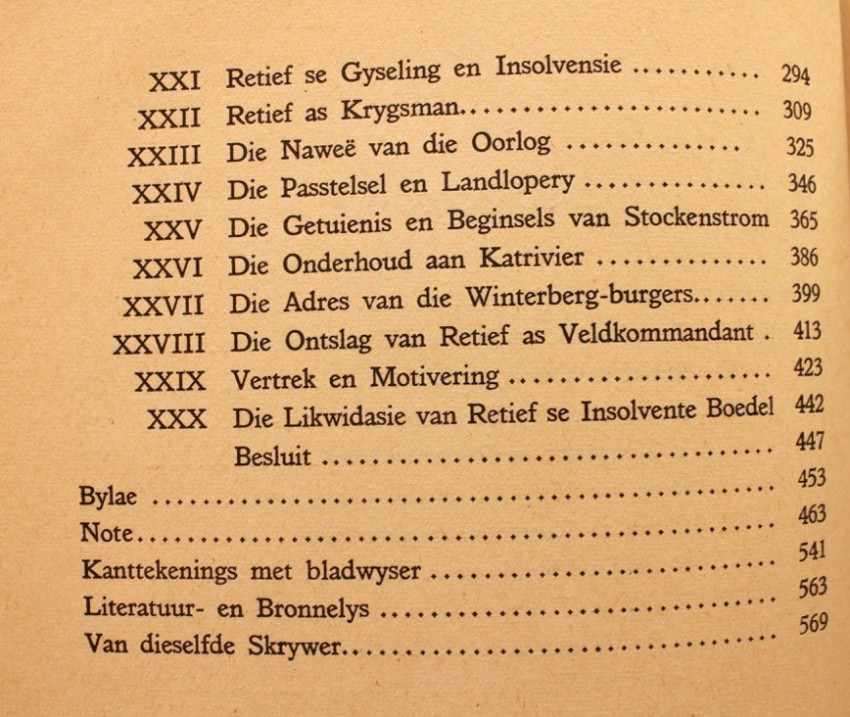 XXI Retief se Gyseling en Insolvensie ........... 294
XXII Retief as Krygsman......................... 309
XXIII Die Naweë van die Oorlog ............... 325
XXIV Die Passtelsel en Landlopery ............... 346
XXV Die Getuienis en Beginsels van Stockenstrom 365
XXVI Die Onderhoud aan Katrivier .............. 386
XXVII Die Adres van die Winterberg-burgers....... 399
XXVIII Die Ontslag van Retief as Veldkommandant . 413
XXIX Vertrek en Motivering ..................... 423
XXX Die Likwidasie van Retief se Insolvente Boedel 442
Besluit .................................... 447
Bylae .................................................. 453
Note.................................................... 463
Kanttekenings met bladwyser ............................ 541
Literatuur- en Bronnelys ................................ 563
Van dieselfde Skrywer................................... 569